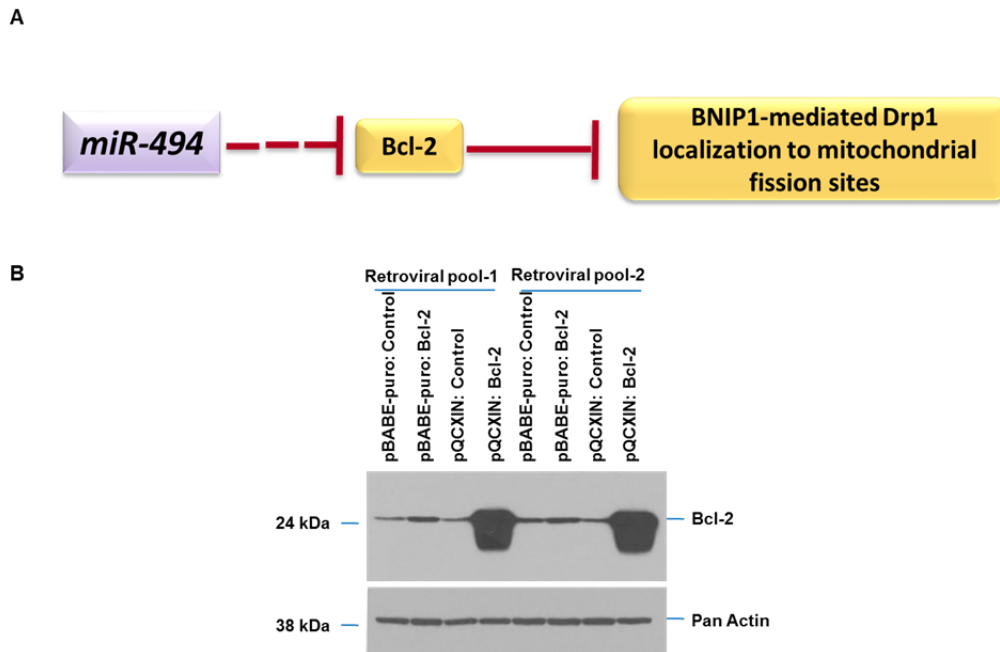 A
miR-494
Bcl-2
BNIP1-mediated Drp1
localization to mitochondrial
fission sites
B
Retroviral pool-1
Retroviral pool-2
pBABE-puro: Control
pBABE-puro: Bcl-2
pQCXIN: Control
pQCXIN: Bcl-2
pBABE-puro: Control
pBABE-puro: Bcl-2
pQCXIN: Control
pQCXIN: Bcl-2
24 kDa
Bcl-2
38 kDa
Pan Actin